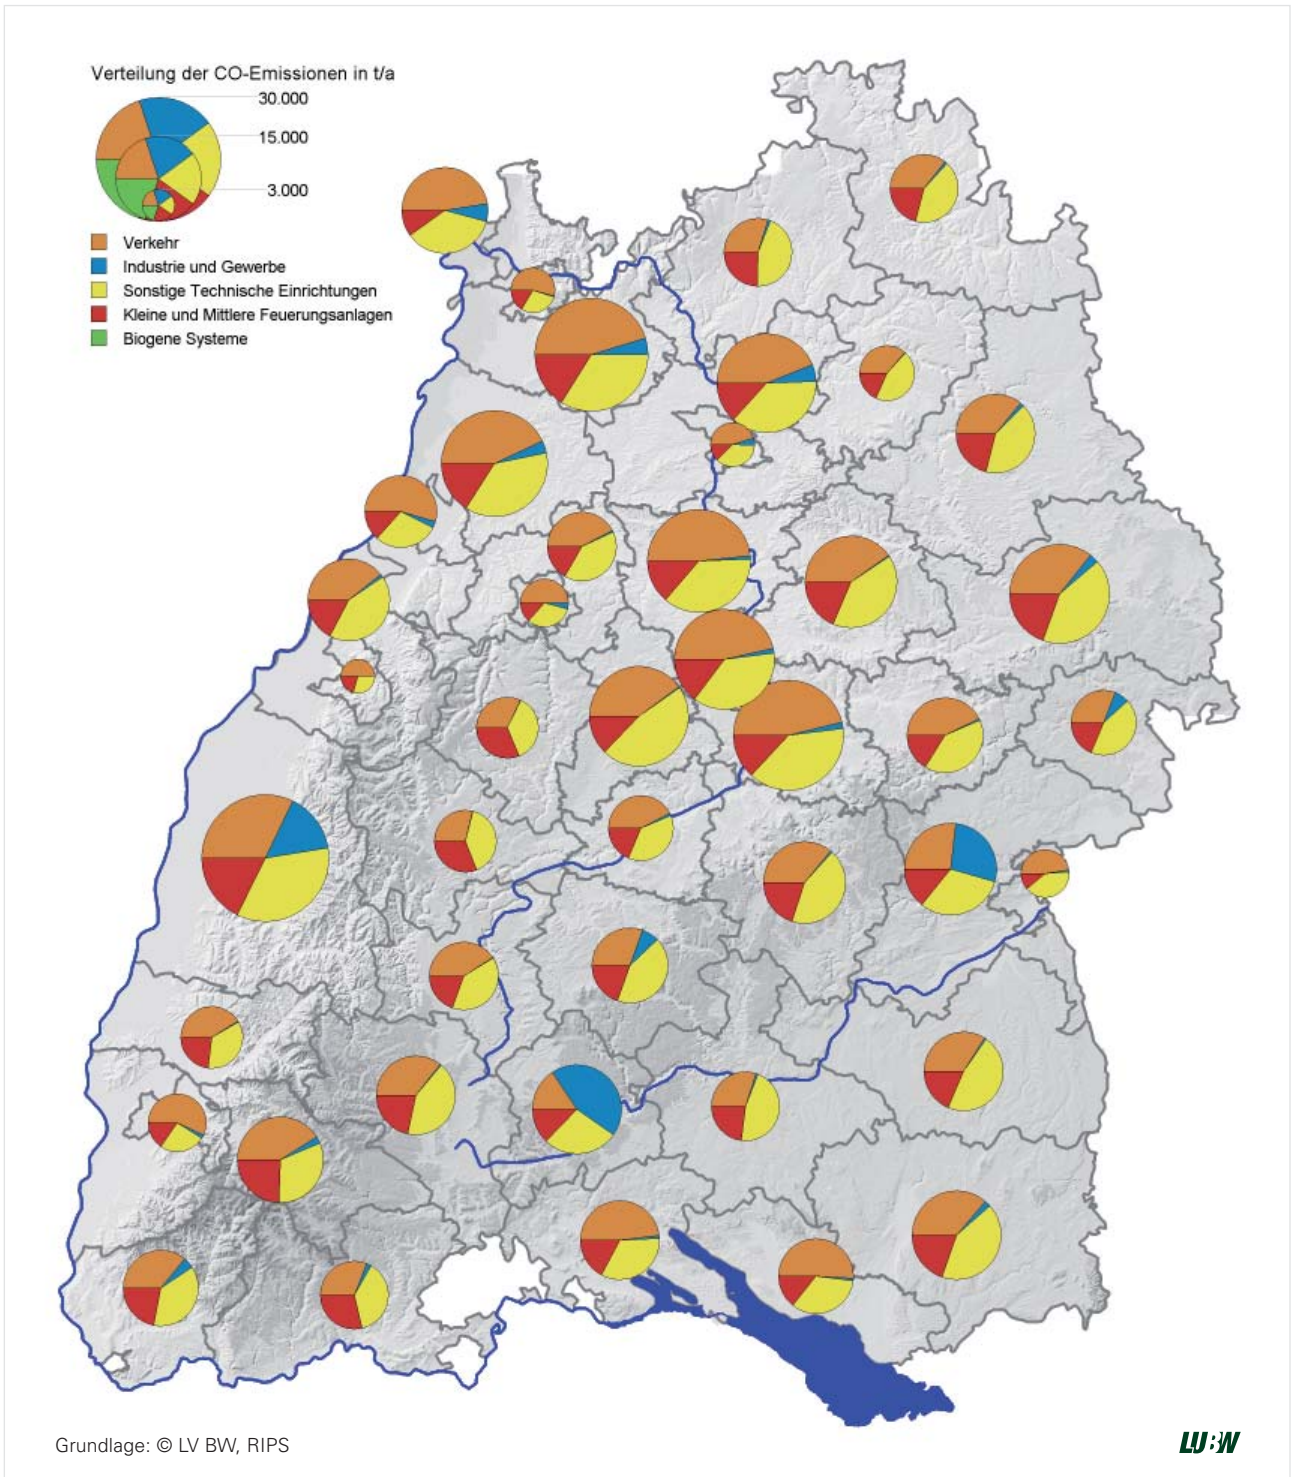 Verteilung der CO-Emissionen in t/a
30.000
15.000
3.000
Verkehr
Industrie und Gewerbe
Sonstige Technische Einrichtungen
Kleine und Mittlere Feuerungsanlagen
Biogene Systeme
Grundlage: © LV BW, RIPS
LUBW